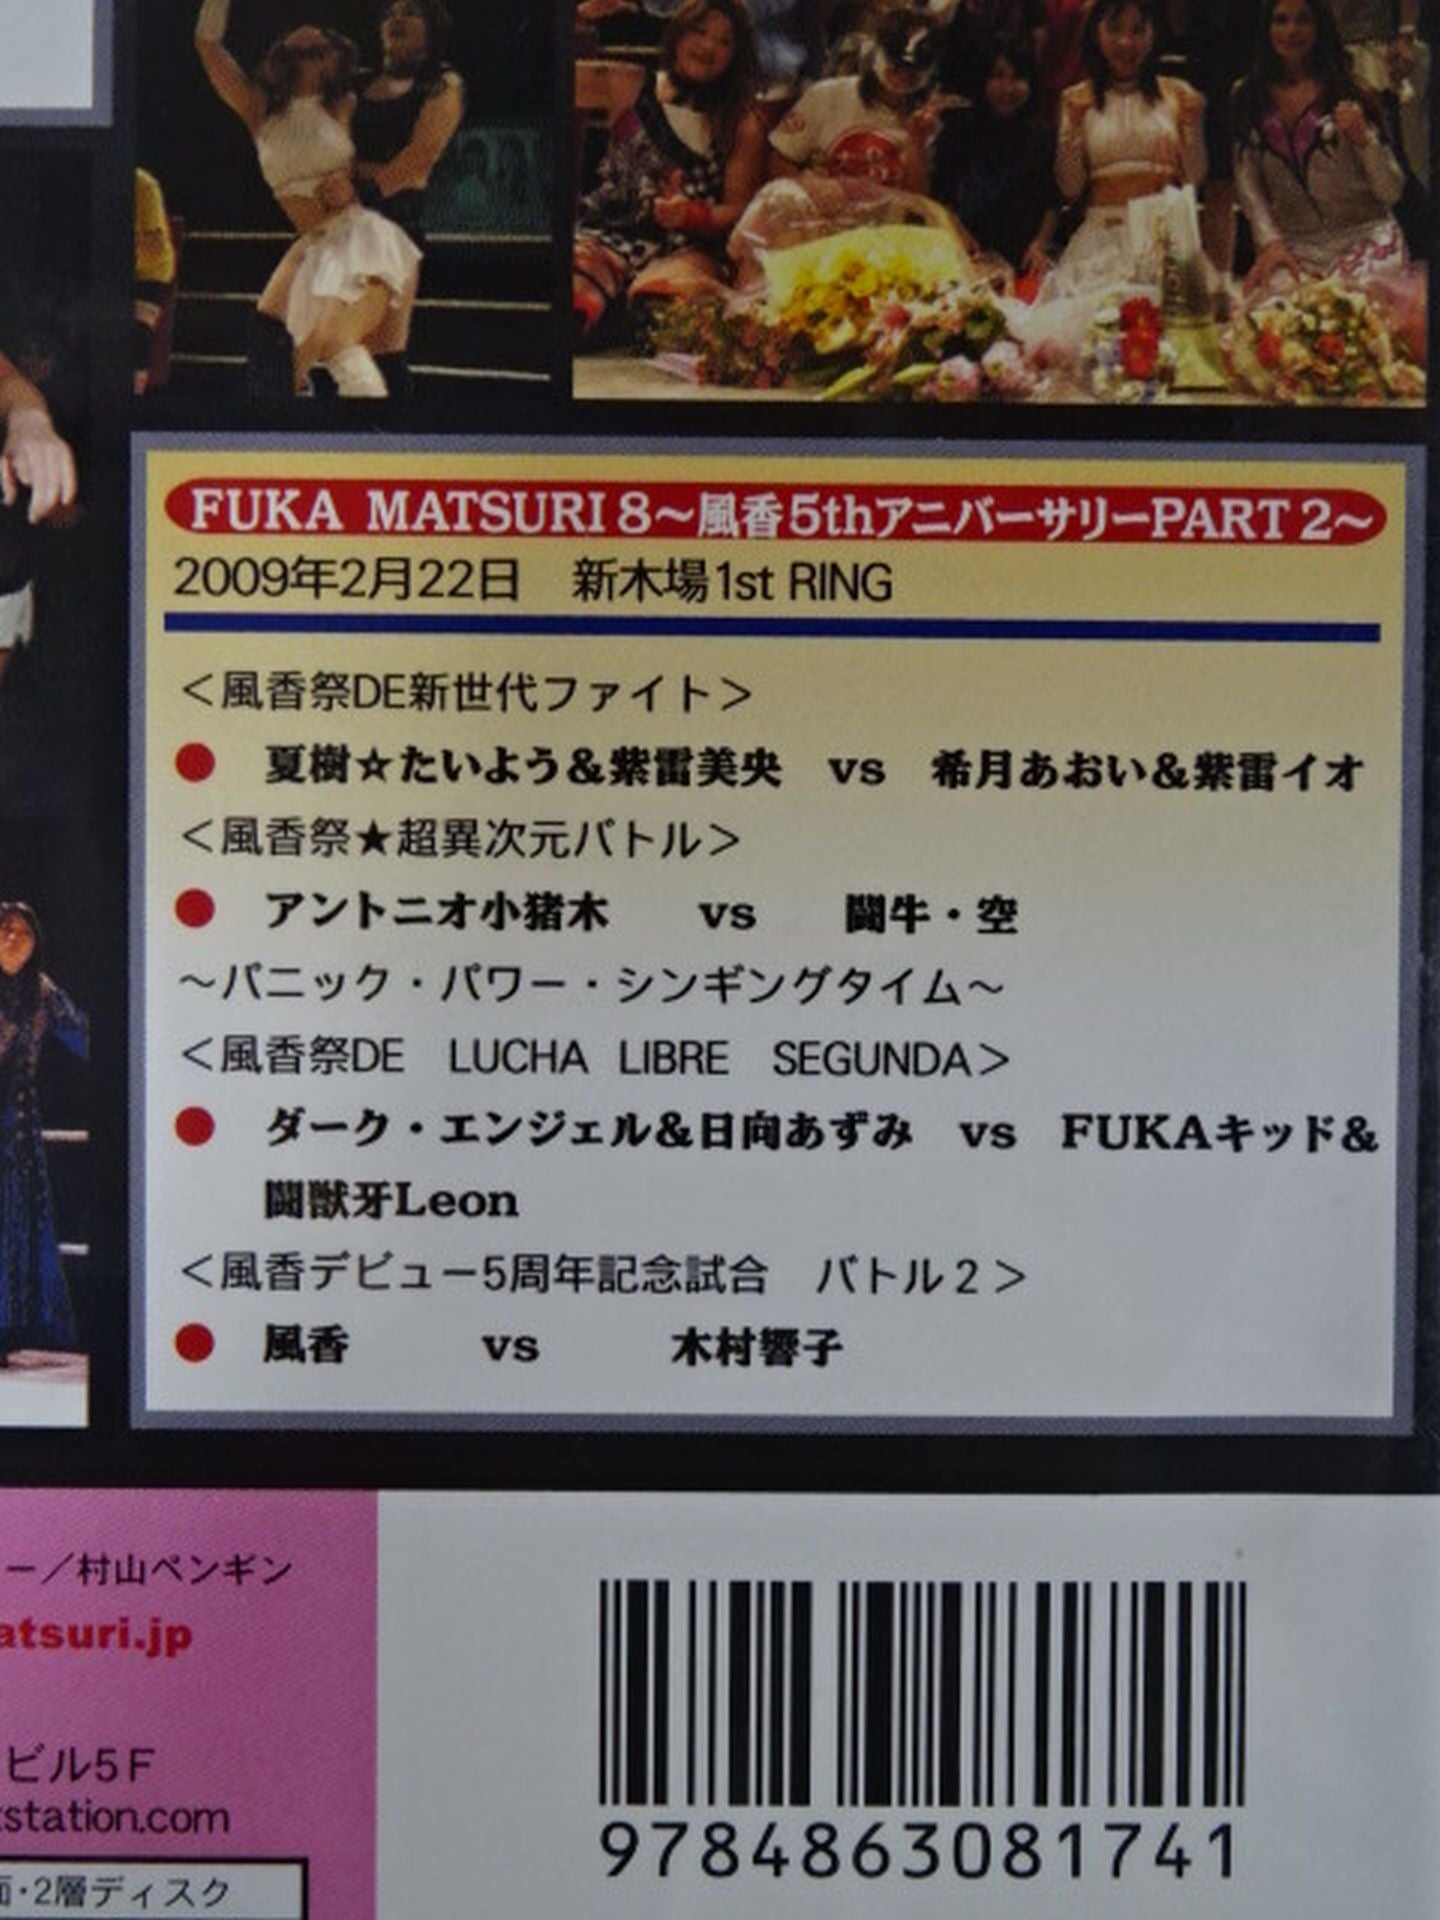 FUKA MATSURI 8～風香5thアニバーサリーPART 2～
2009年2月22日　新木場1st RING
＜風香祭DE新世代ファイト＞
● 夏樹☆たいよう＆紫雷美央　vs　希月あおい＆紫雷イオ
＜風香祭★超異次元バトル＞
● アントニオ小猪木　vs　闘牛・空
～パニック・パワー・シンギングタイム～
＜風香祭DE　LUCHA　LIBRE　SEGUNDA＞
● ダーク・エンジェル＆日向あずみ　vs　FUKAキッド＆
闘獣牙Leon
＜風香デビュー5周年記念試合　バトル2＞
● 風香　vs　木村響子
ー／村山ペンギン
atsuri.jp
ビル5F
station.com
面・2層ディスク
9784863081741